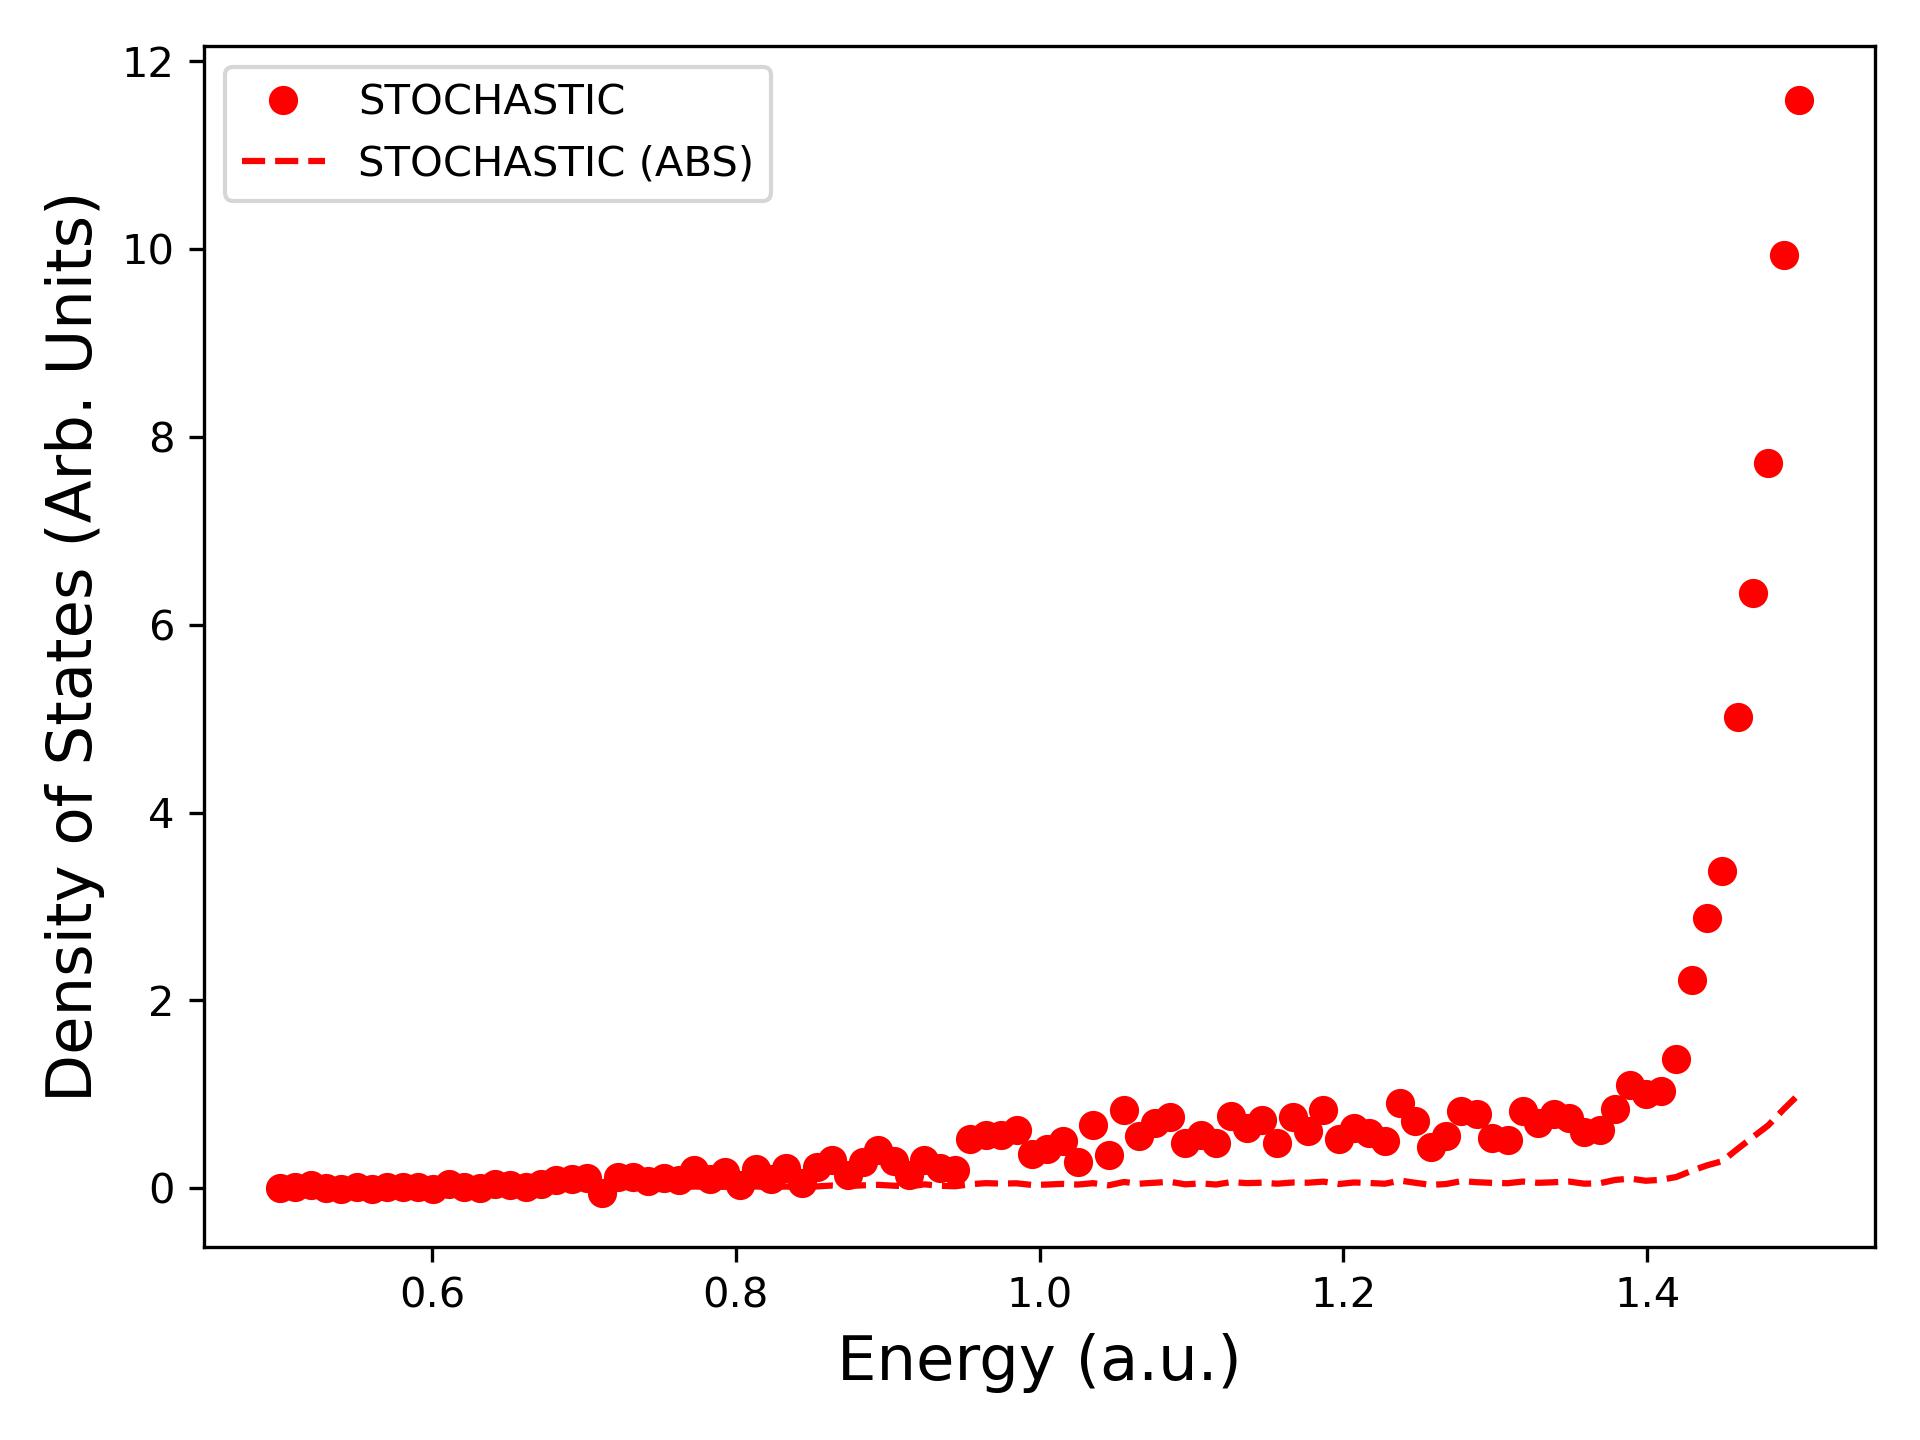 12
10
8
6
4
2
0
Density of States (Arb. Units)
STOCHASTIC
STOCHASTIC (ABS)
0.6 0.8 1.0 1.2 1.4
Energy (a.u.)